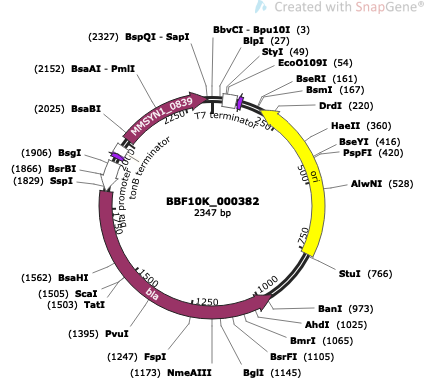 Created with SnapGene®
(2327) BspQI - SapI
BbvCI - Bpu10I (3)
BlpI (27)
StyI (49)
EcoO109I (54)
BseRI (161)
BsmI (167)
DrdI (220)
HaeII (360)
BseYI (416)
PspFI (420)
AlwNI (528)
StuI (766)
BanI (973)
AhdI (1025)
BmrI (1065)
BsrFI (1105)
BglI (1145)
(1173) NmeAIII
(1247) FspI
(1395) PvuI
(1503) TatI
(1505) ScaI
(1562) BsaHI
(1829) SspI
(1866) BsrBI
(1906) BsgI
(2025) BsaBI
(2152) BsaAI - PmlI
MMSYN1_0839
T7 terminator
tonB terminator
bla promoter
ori
bla
250
500
750
1000
1250
1500
2250
BBF10K_000382
2347 bp